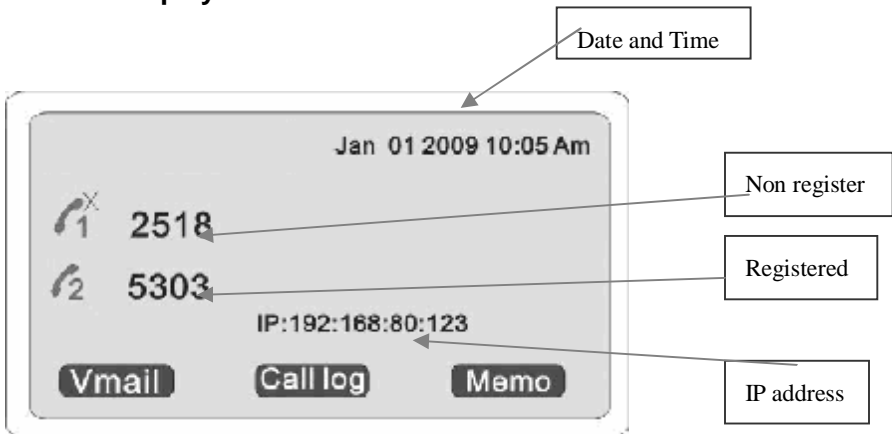 Date and Time
Jan 01 2009 10:05 Am
Non register
1 2518
Registered
2 5303
IP:192:168:80:123
Vmail Call log Memo
IP address